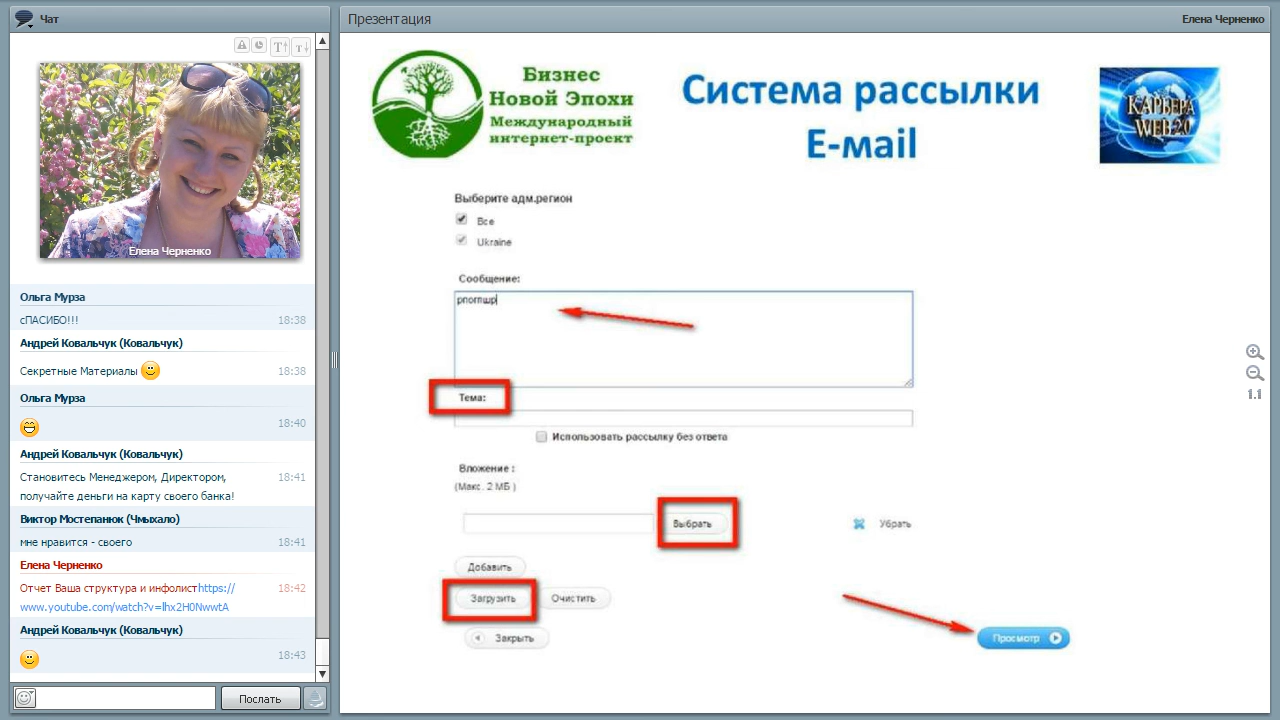 Чат
Елена Черненко
Ольга Мурза
сПАСИБО!!! 18:38
Андрей Ковальчук (Ковальчук)
Секретные Материалы 18:38
Ольга Мурза
18:40
Андрей Ковальчук (Ковальчук)
Становитесь Менеджером, Директором, 18:41
получайте деньги на карту своего банка!
Виктор Мостепанюк (Чмыхало)
мне нравится - своего 18:41
Елена Черненко
Отчет Ваша структура и инфолистhttps:// 18:42
www.youtube.com/watch?v=lhx2H0NwwtA
Андрей Ковальчук (Ковальчук)
18:43
Послать
Презентация
Елена Черненко
Бизнес
Новой Эпохи
Международный
интернет-проект
Система рассылки
E-мail
КАРЬЕРА
WEB 2.0
Выберите адм.регион
Все
Ukraine
Сообщение:
рпоглшр
Тема:
Использовать рассылку без ответа
Вложение :
(Макс. 2 МБ )
Выбрать
Убрать
Добавить
Загрузить
Очистить
Закрыть
Просмотр
1.1